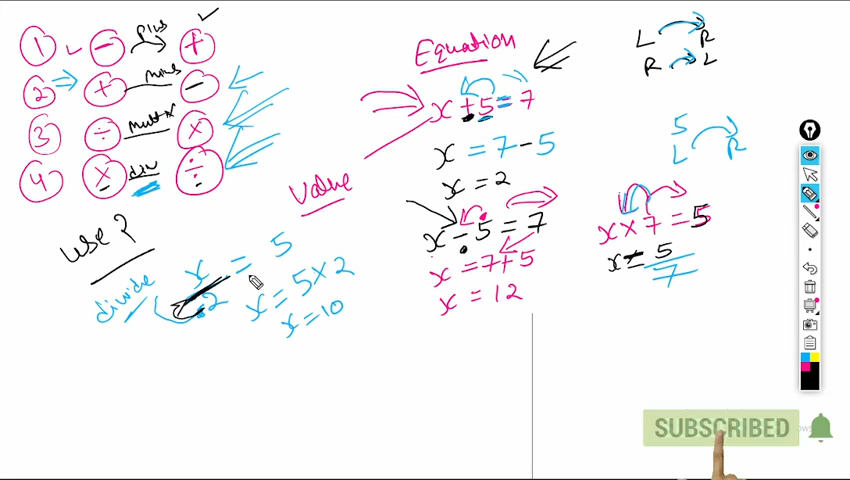 1 - plus +
2 + minus -
3 ÷ ×
4 × div ÷
use?
Value
divide
x = 5
2
x = 5 × 2
x = 10
Equation
x + 5 = 7
x = 7 - 5
x = 2
x - 5 = 7
x = 7 + 5
x = 12
L R
R L
5
L R
x × 7 = 5
x = 5
7
SUBSCRIBED